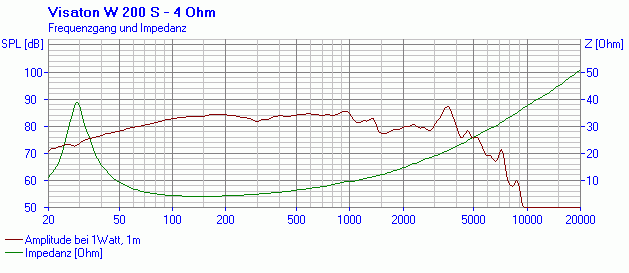 Visaton W 200 S - 4 Ohm
Frequenzgang und Impedanz
SPL [dB] Z [Ohm]
100 50
90 40
80 30
70 20
60 10
50
20 50 100 200 500 1000 2000 5000 10000 20000
Amplitude bei 1Watt, 1m
Impedanz [Ohm]